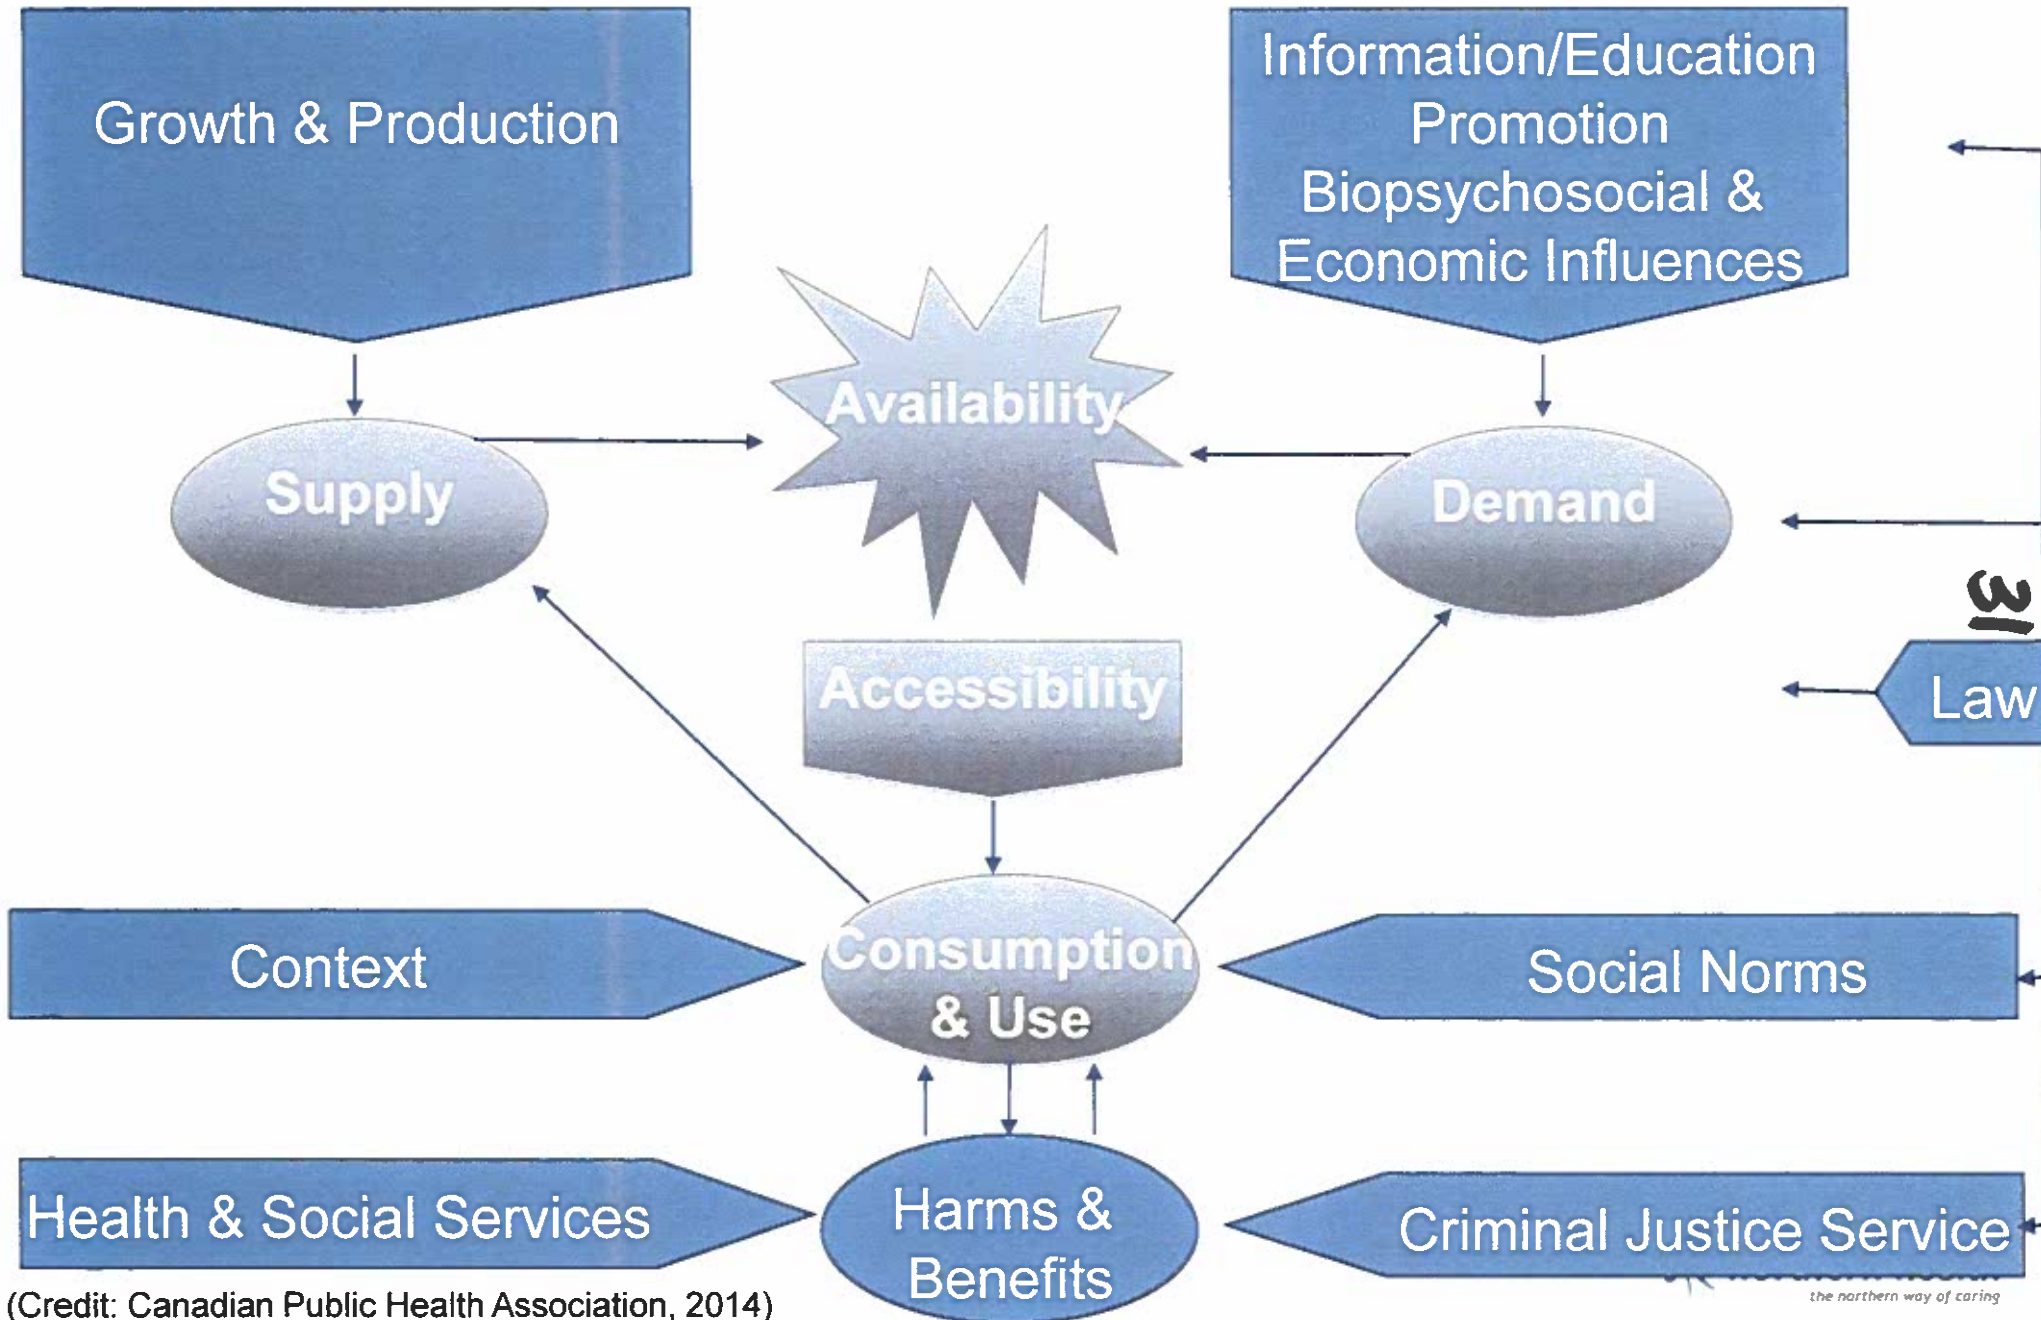 Growth & Production
Information/Education
Promotion
Biopsychosocial &
Economic Influences
Availability
Supply
Demand
31
Accessibility
Law
Consumption
& Use
Context
Social Norms
Health & Social Services
Harms &
Benefits
Criminal Justice Service
(Credit: Canadian Public Health Association, 2014)
the northern way of caring